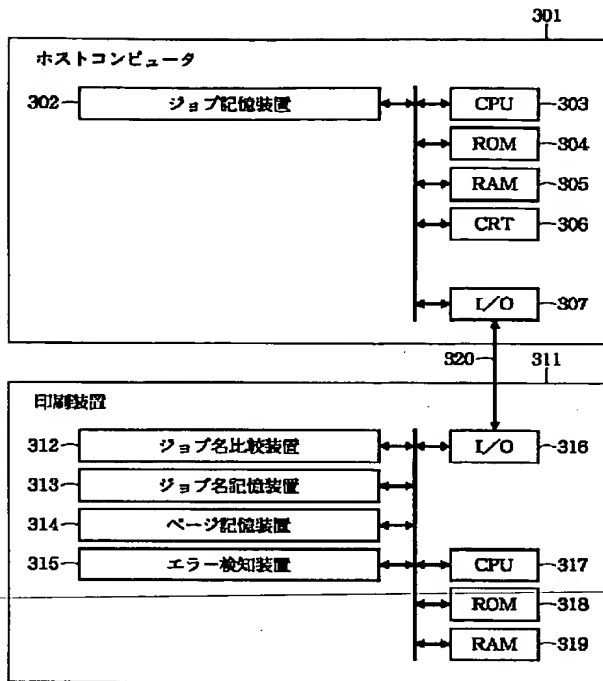 301
ホストコンピュータ
302 ジョブ記憶装置 CPU 303
ROM 304
RAM 305
CRT 306
I/O 307
320 311
印刷装置
312 ジョブ名比較装置 I/O 316
313 ジョブ名記憶装置
314 ページ記憶装置
315 エラー検知装置 CPU 317
ROM 318
RAM 319